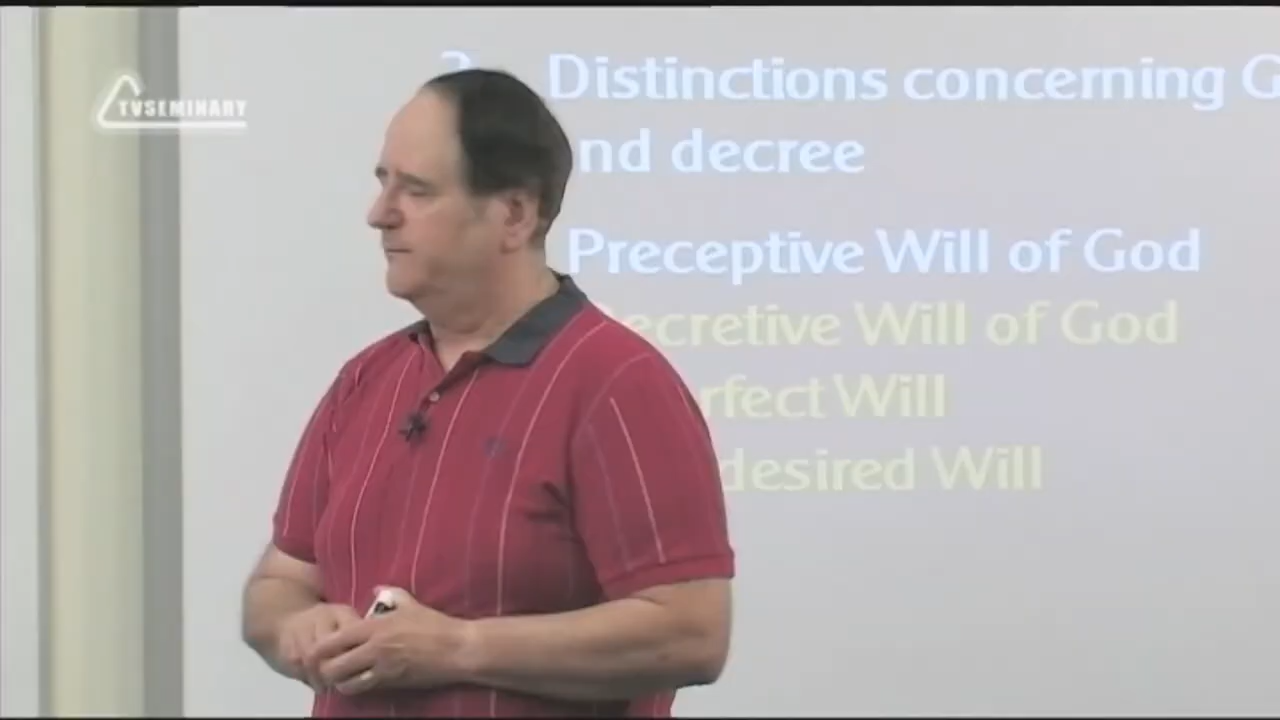 TVSEMINARY
Distinctions concerning G
nd decree
Preceptive Will of God
ecretive Will of God
rfect Will
desired Will